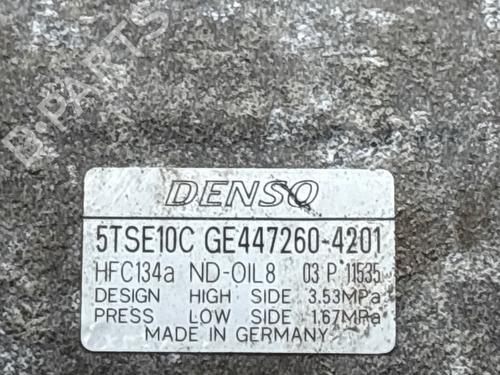 B.PARTS
DENSO
5TSE10C GE447260-4201
HFC134a ND-OIL8 03 P 11535
DESIGN HIGH SIDE 3.53MPa
PRESS LOW SIDE 1.67MPa
MADE IN GERMANY